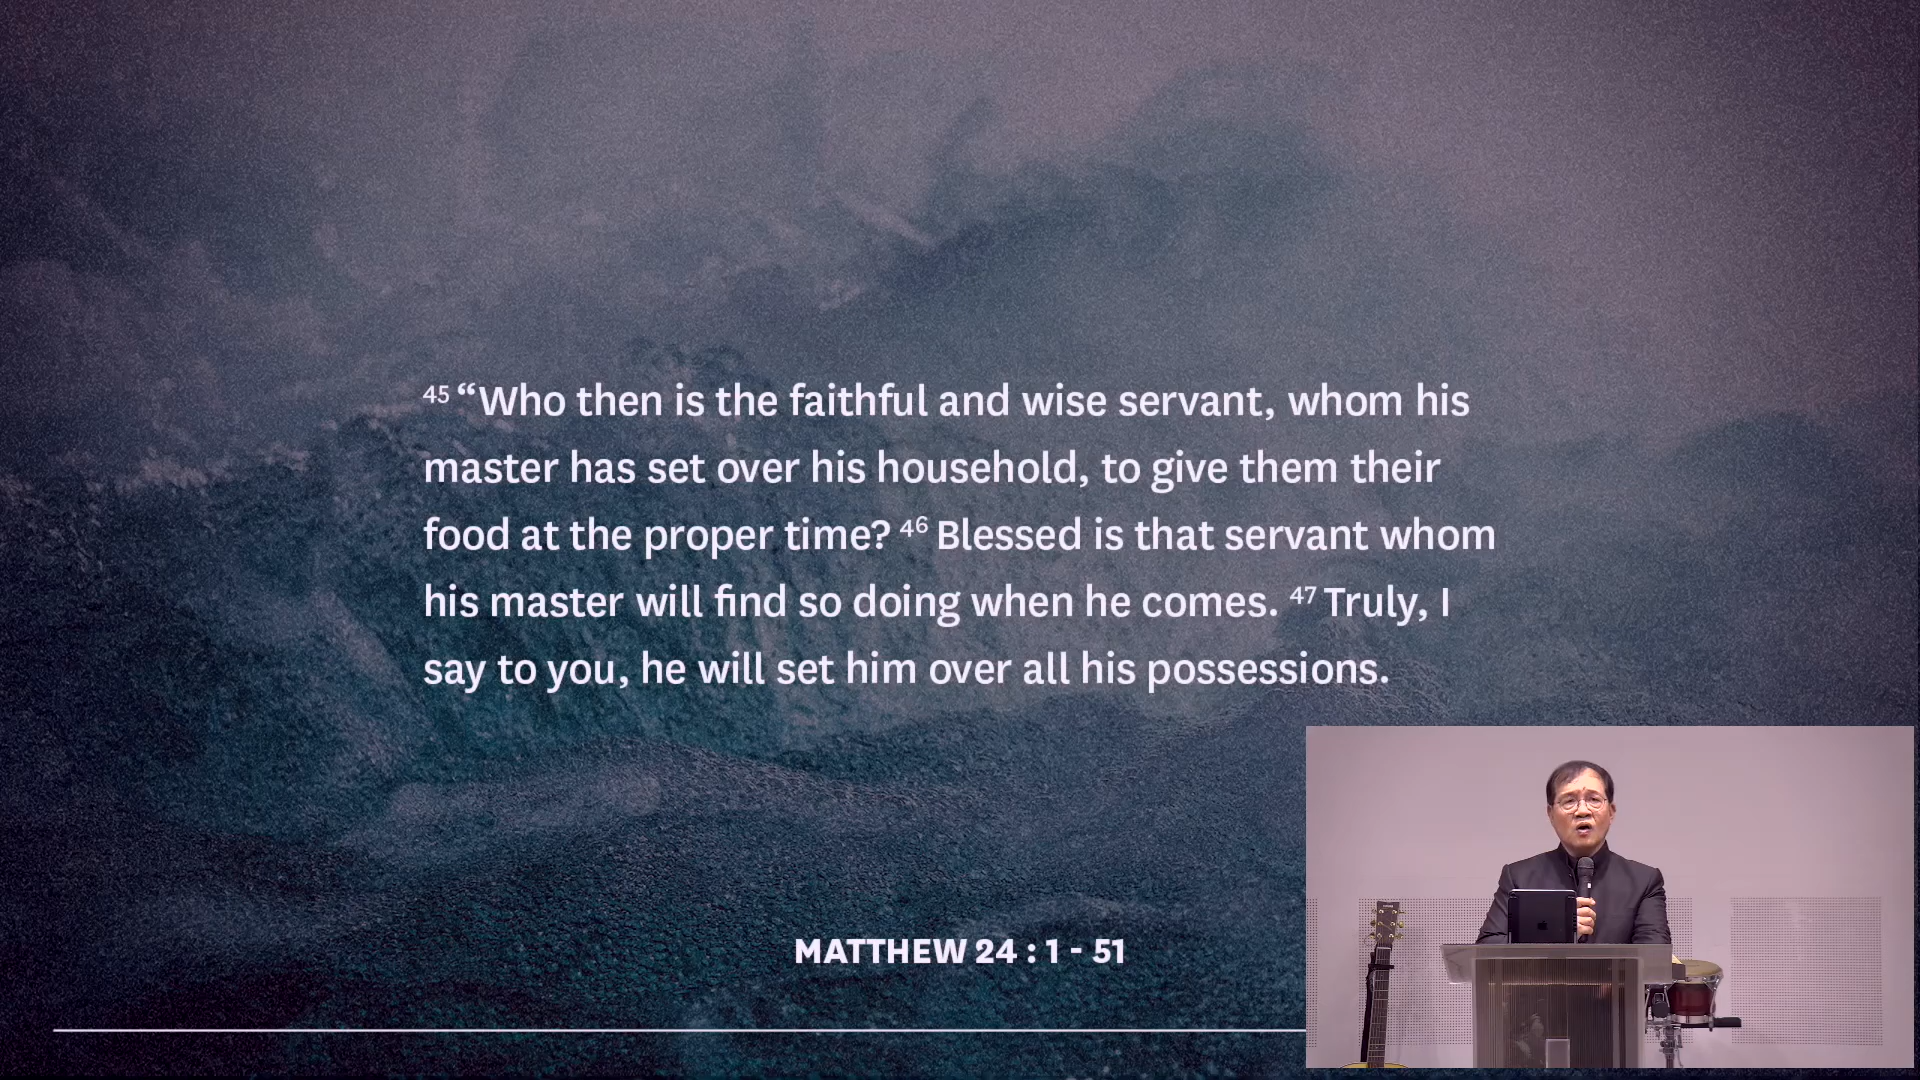 45 “Who then is the faithful and wise servant, whom his
master has set over his household, to give them their
food at the proper time? 46 Blessed is that servant whom
his master will find so doing when he comes. 47 Truly, I
say to you, he will set him over all his possessions.
MATTHEW 24 : 1 - 51